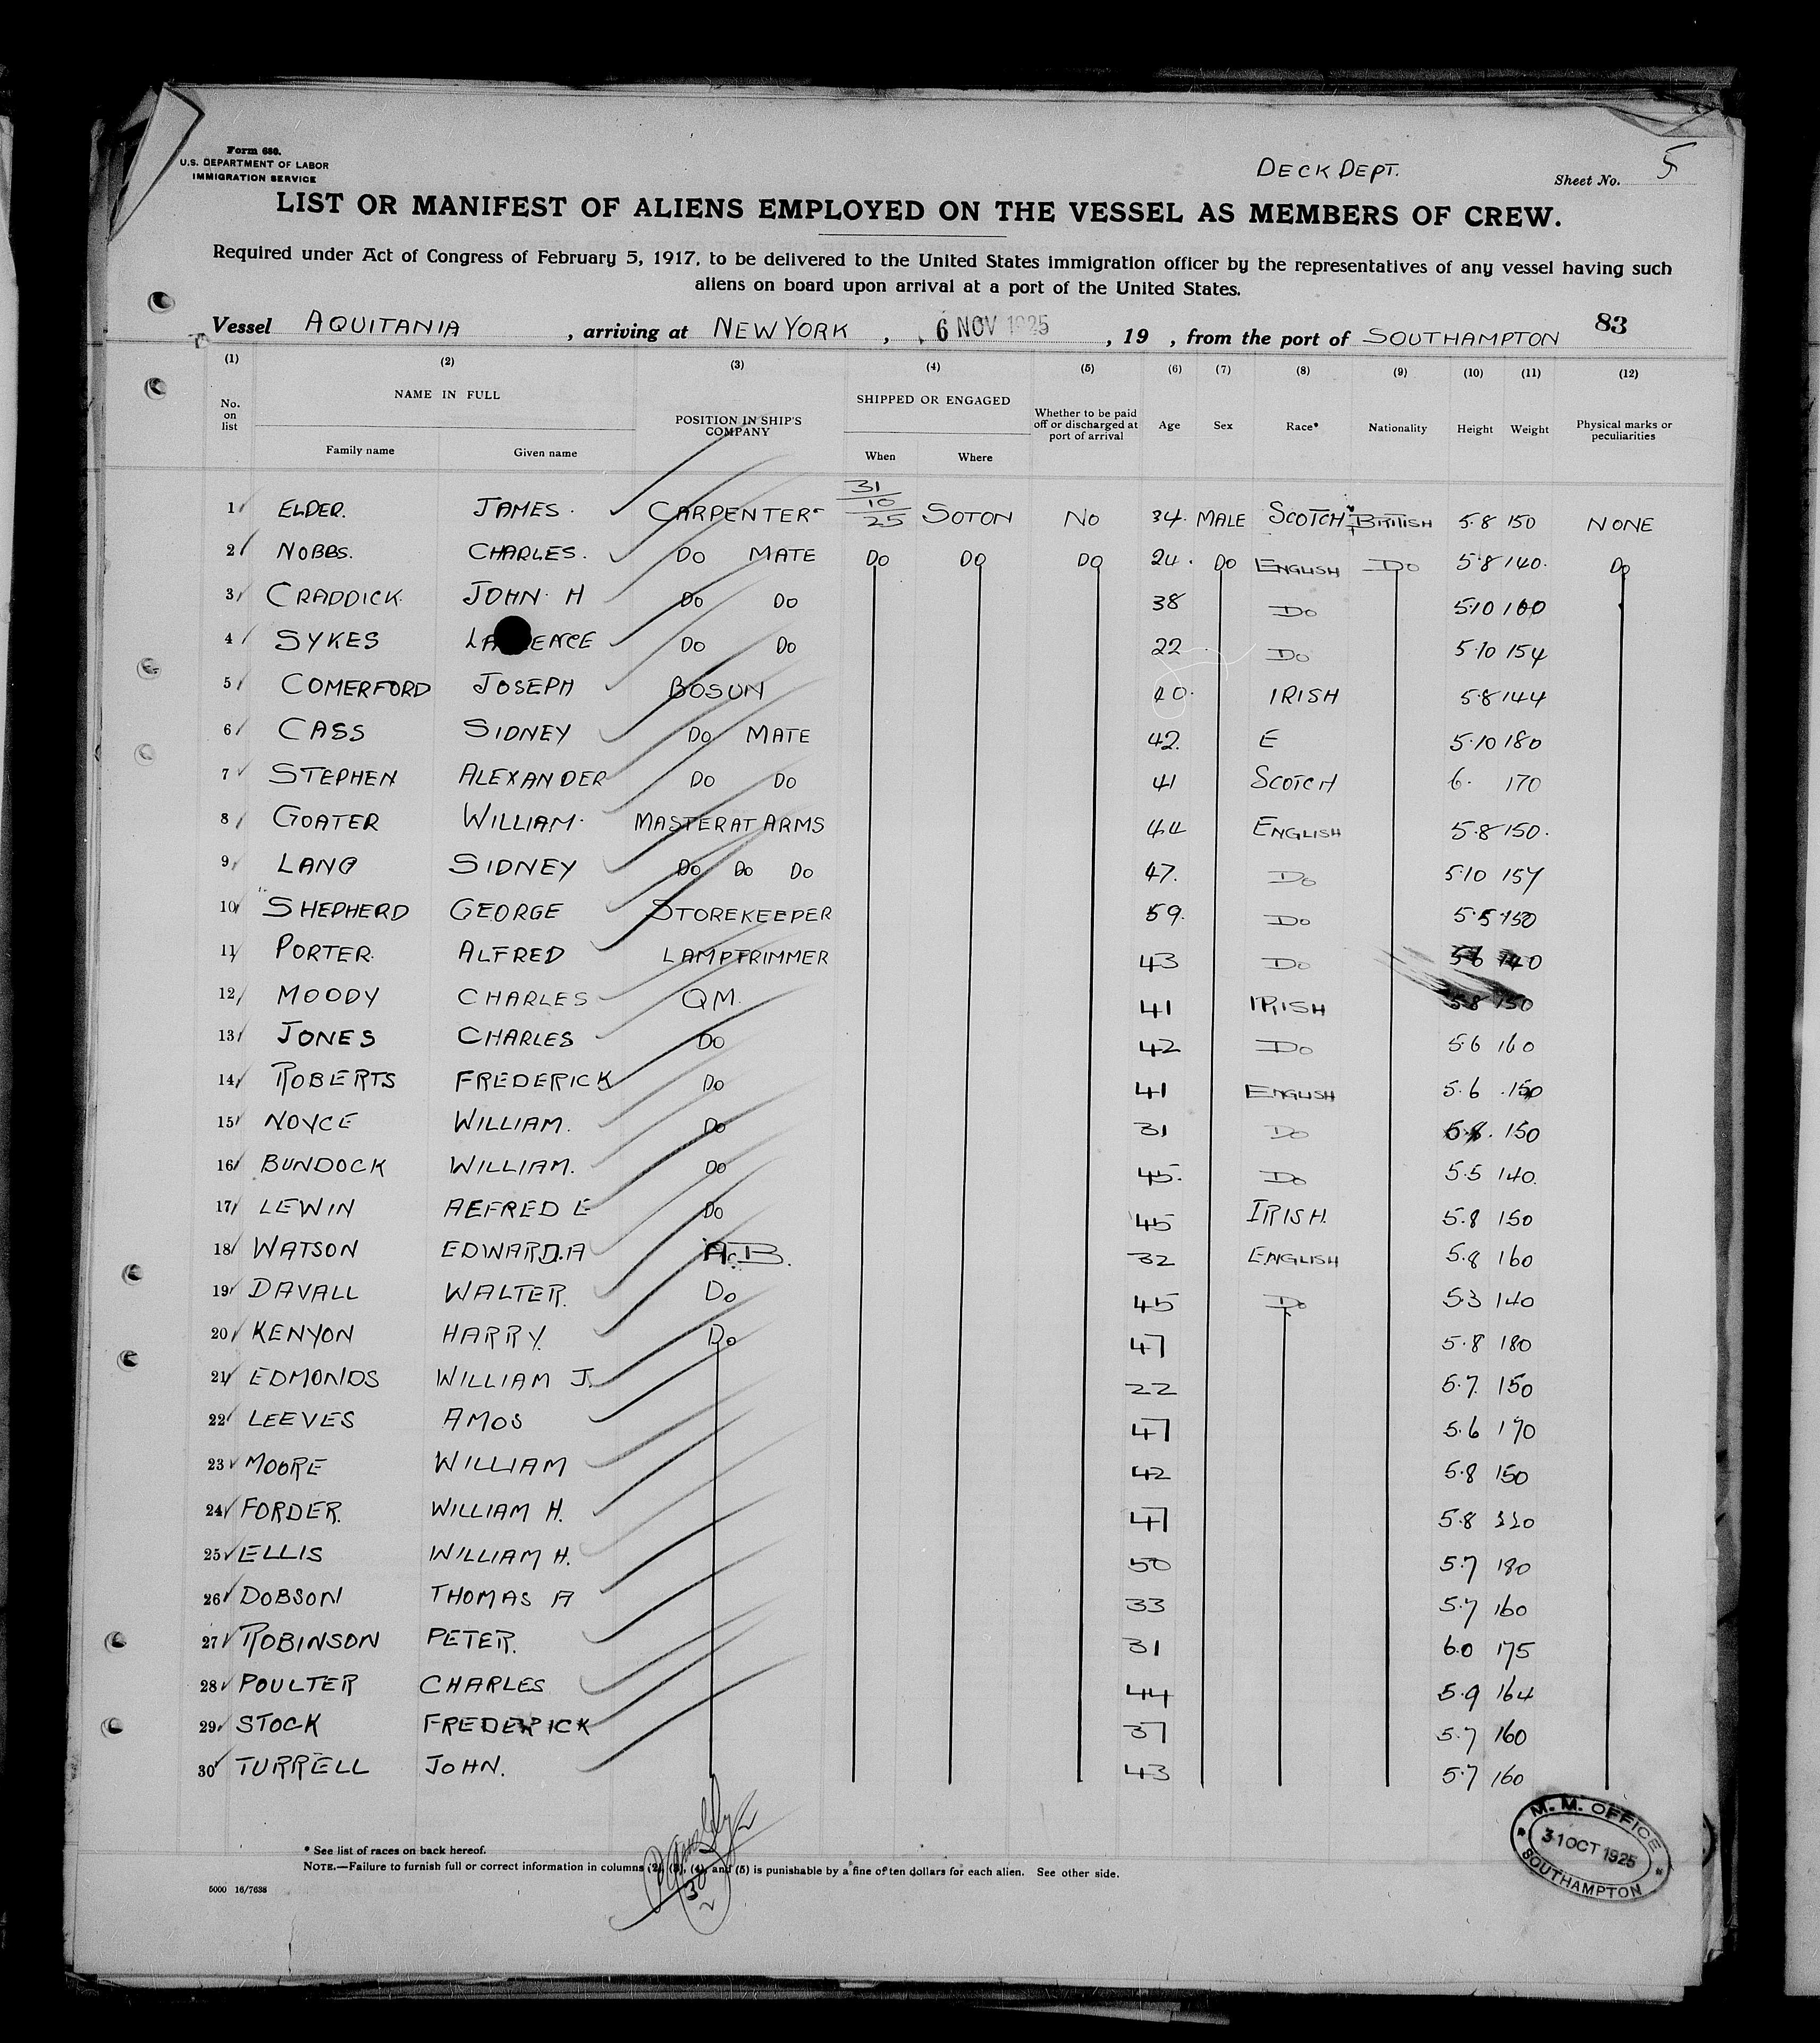 Form 680.
U.S. DEPARTMENT OF LABOR
IMMIGRATION SERVICE
DECK DEPT.
Sheet No. 5
LIST OR MANIFEST OF ALIENS EMPLOYED ON THE VESSEL AS MEMBERS OF CREW.
Required under Act of Congress of February 5, 1917, to be delivered to the United States immigration officer by the representatives of any vessel having such
aliens on board upon arrival at a port of the United States.
83
Vessel AQUITANIA , arriving at NEW YORK , 6 NOV 1925 , 19 , from the port of SOUTHAMPTON
(1) (2) (3) (4) (5) (6) (7) (8) (9) (10) (11) (12)
No. on list NAME IN FULL Family name Given name POSITION IN SHIP'S COMPANY SHIPPED OR ENGAGED When Where Whether to be paid off or discharged at port of arrival Age Sex Race* Nationality Height Weight Physical marks or peculiarities
1 ELDER. JAMES. CARPENTER 31/10/25 SOTON NO 34. MALE SCOTCH BRITISH 5.8 150 NONE
2 NOBBS. CHARLES. DO MATE DO DO DO 24. DO ENGLISH DO 5.8 140. DO
3 CRADDICK. JOHN H DO DO 38 DO 5.10 160
4 SYKES DO DO 22 DO 5.10 154
5 COMERFORD JOSEPH BOSUN 40. IRISH 5.8 144
6 CASS SIDNEY DO MATE 42. E 5.10 180
7 STEPHEN ALEXANDER DO DO 41 SCOTCH 6. 170
8 GOATER WILLIAM. MASTER AT ARMS 44 ENGLISH 5.8 150.
9 LANG SIDNEY DO DO DO 47. DO 5.10 157
10 SHEPHERD GEORGE STOREKEEPER 59. DO 5.5 150
11 PORTER. ALFRED LAMPTRIMMER 43 DO 5.6 140
12 MOODY CHARLES QM. 41 IRISH 5.8 150
13 JONES CHARLES DO 42 DO 5.6 160
14 ROBERTS FREDERICK DO 41 ENGLISH 5.6 150
15 NOYCE WILLIAM. DO 31 DO 150
16 BUNDOCK WILLIAM. DO 45. DO 5.5 140.
17 LEWIN AEFRED E DO 45 IRISH. 5.8 150
18 WATSON EDWARD.A A.B. 32 ENGLISH 5.8 160
19 DAVALL WALTER. DO 45 DO 5.3 140
20 KENYON HARRY. DO 47 5.8 180
21 EDMONDS WILLIAM J. 22 5.7. 150
22 LEEVES AMOS 47 5.6 170
23 MOORE WILLIAM 42 5.8 150
24 FORDER. WILLIAM H. 47 5.8
25 ELLIS WILLIAM H. 50 5.7 180
26 DOBSON THOMAS A 33 5.7 160
27 ROBINSON PETER. 31 6.0 175
28 POULTER CHARLES 44 5.9 164
29 STOCK FREDERICK 37 5.7 160
30 TURRELL JOHN. 43 5.7 160
* See list of races on back hereof.
NOTE.—Failure to furnish full or correct information in columns (2), (3), (4), and (5) is punishable by a fine of ten dollars for each alien. See other side.
5000 16/7638
M. M. OFFICE
31 OCT 1925
SOUTHAMPTON